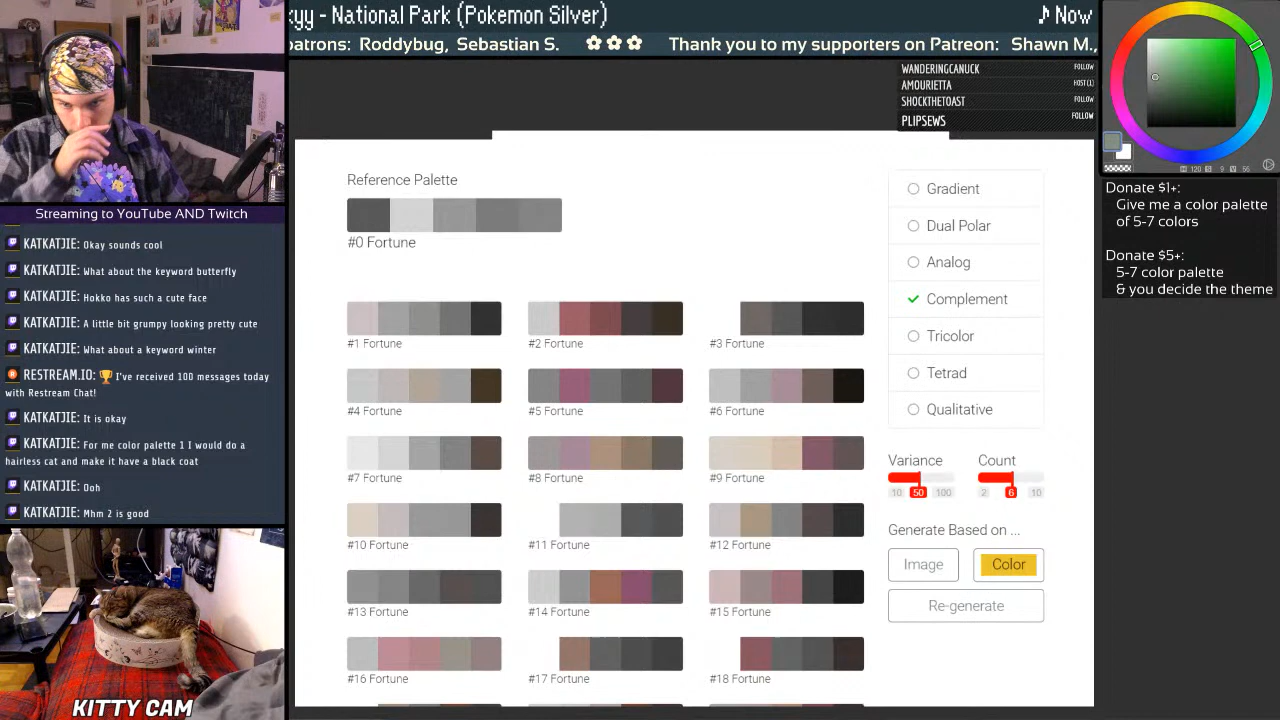 kyy - National Park (Pokemon Silver)
♪ Now
patrons: Roddybug, Sebastian S. ✿ ✿ ✿ Thank you to my supporters on Patreon: Shawn M.,
WANDERINGCANUCK FOLLOW
AMOURIETTA HOST (1)
SHOCKTHETOAST FOLLOW
PLIPSEWS FOLLOW
Streaming to YouTube AND Twitch
KATKATJIE: Okay sounds cool
KATKATJIE: What about the keyword butterfly
KATKATJIE: Hokko has such a cute face
KATKATJIE: A little bit grumpy looking pretty cute
KATKATJIE: What about a keyword winter
RESTREAM.IO: 🏆 I've received 100 messages today
with Restream Chat!
KATKATJIE: It is okay
KATKATJIE: For me color palette 1 I would do a
hairless cat and make it have a black coat
KATKATJIE: Ooh
KATKATJIE: Mhm 2 is good
KITTY CAM
Reference Palette
#0 Fortune
#1 Fortune
#2 Fortune
#3 Fortune
#4 Fortune
#5 Fortune
#6 Fortune
#7 Fortune
#8 Fortune
#9 Fortune
#10 Fortune
#11 Fortune
#12 Fortune
#13 Fortune
#14 Fortune
#15 Fortune
#16 Fortune
#17 Fortune
#18 Fortune
Gradient
Dual Polar
Analog
Complement
Tricolor
Tetrad
Qualitative
Variance
Count
10 50 100
2 6 10
Generate Based on ...
Image
Color
Re-generate
H 120 S 9 V 56
Donate $1+:
Give me a color palette
of 5-7 colors
Donate $5+:
5-7 color palette
& you decide the theme